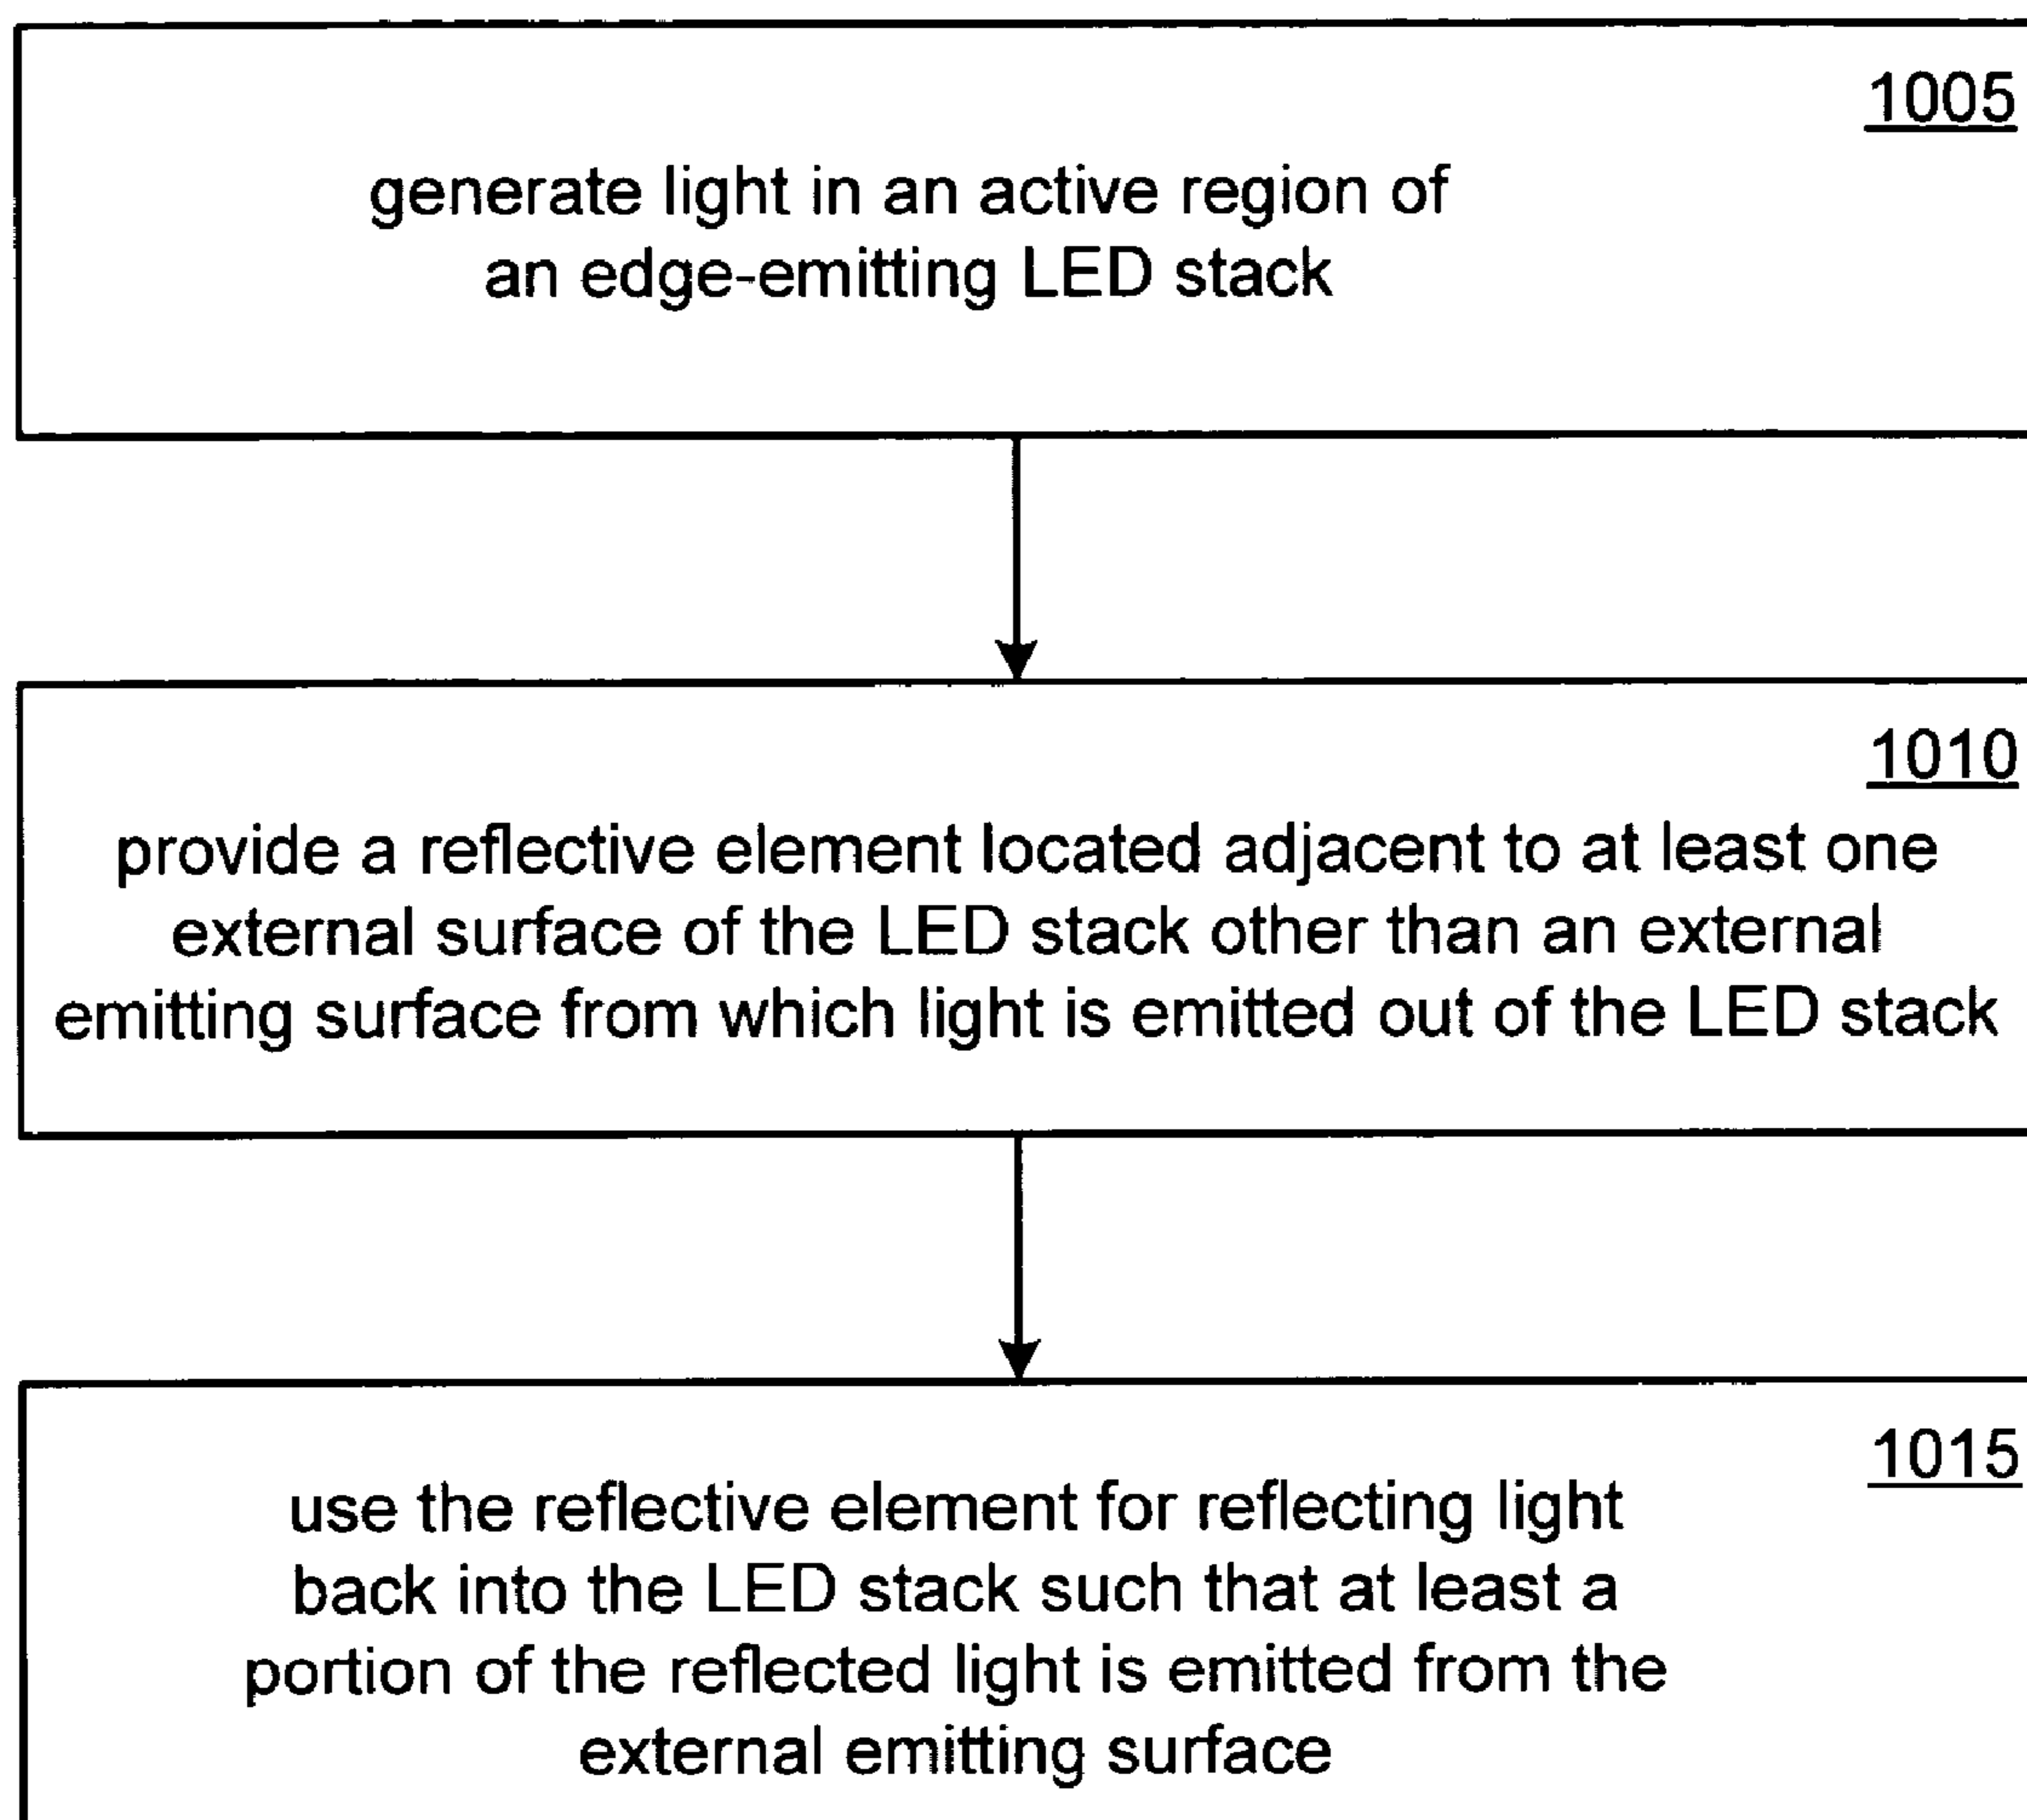 1005
generate light in an active region of
an edge-emitting LED stack
1010
provide a reflective element located adjacent to at least one
external surface of the LED stack other than an external
emitting surface from which light is emitted out of the LED stack
1015
use the reflective element for reflecting light
back into the LED stack such that at least a
portion of the reflected light is emitted from the
external emitting surface